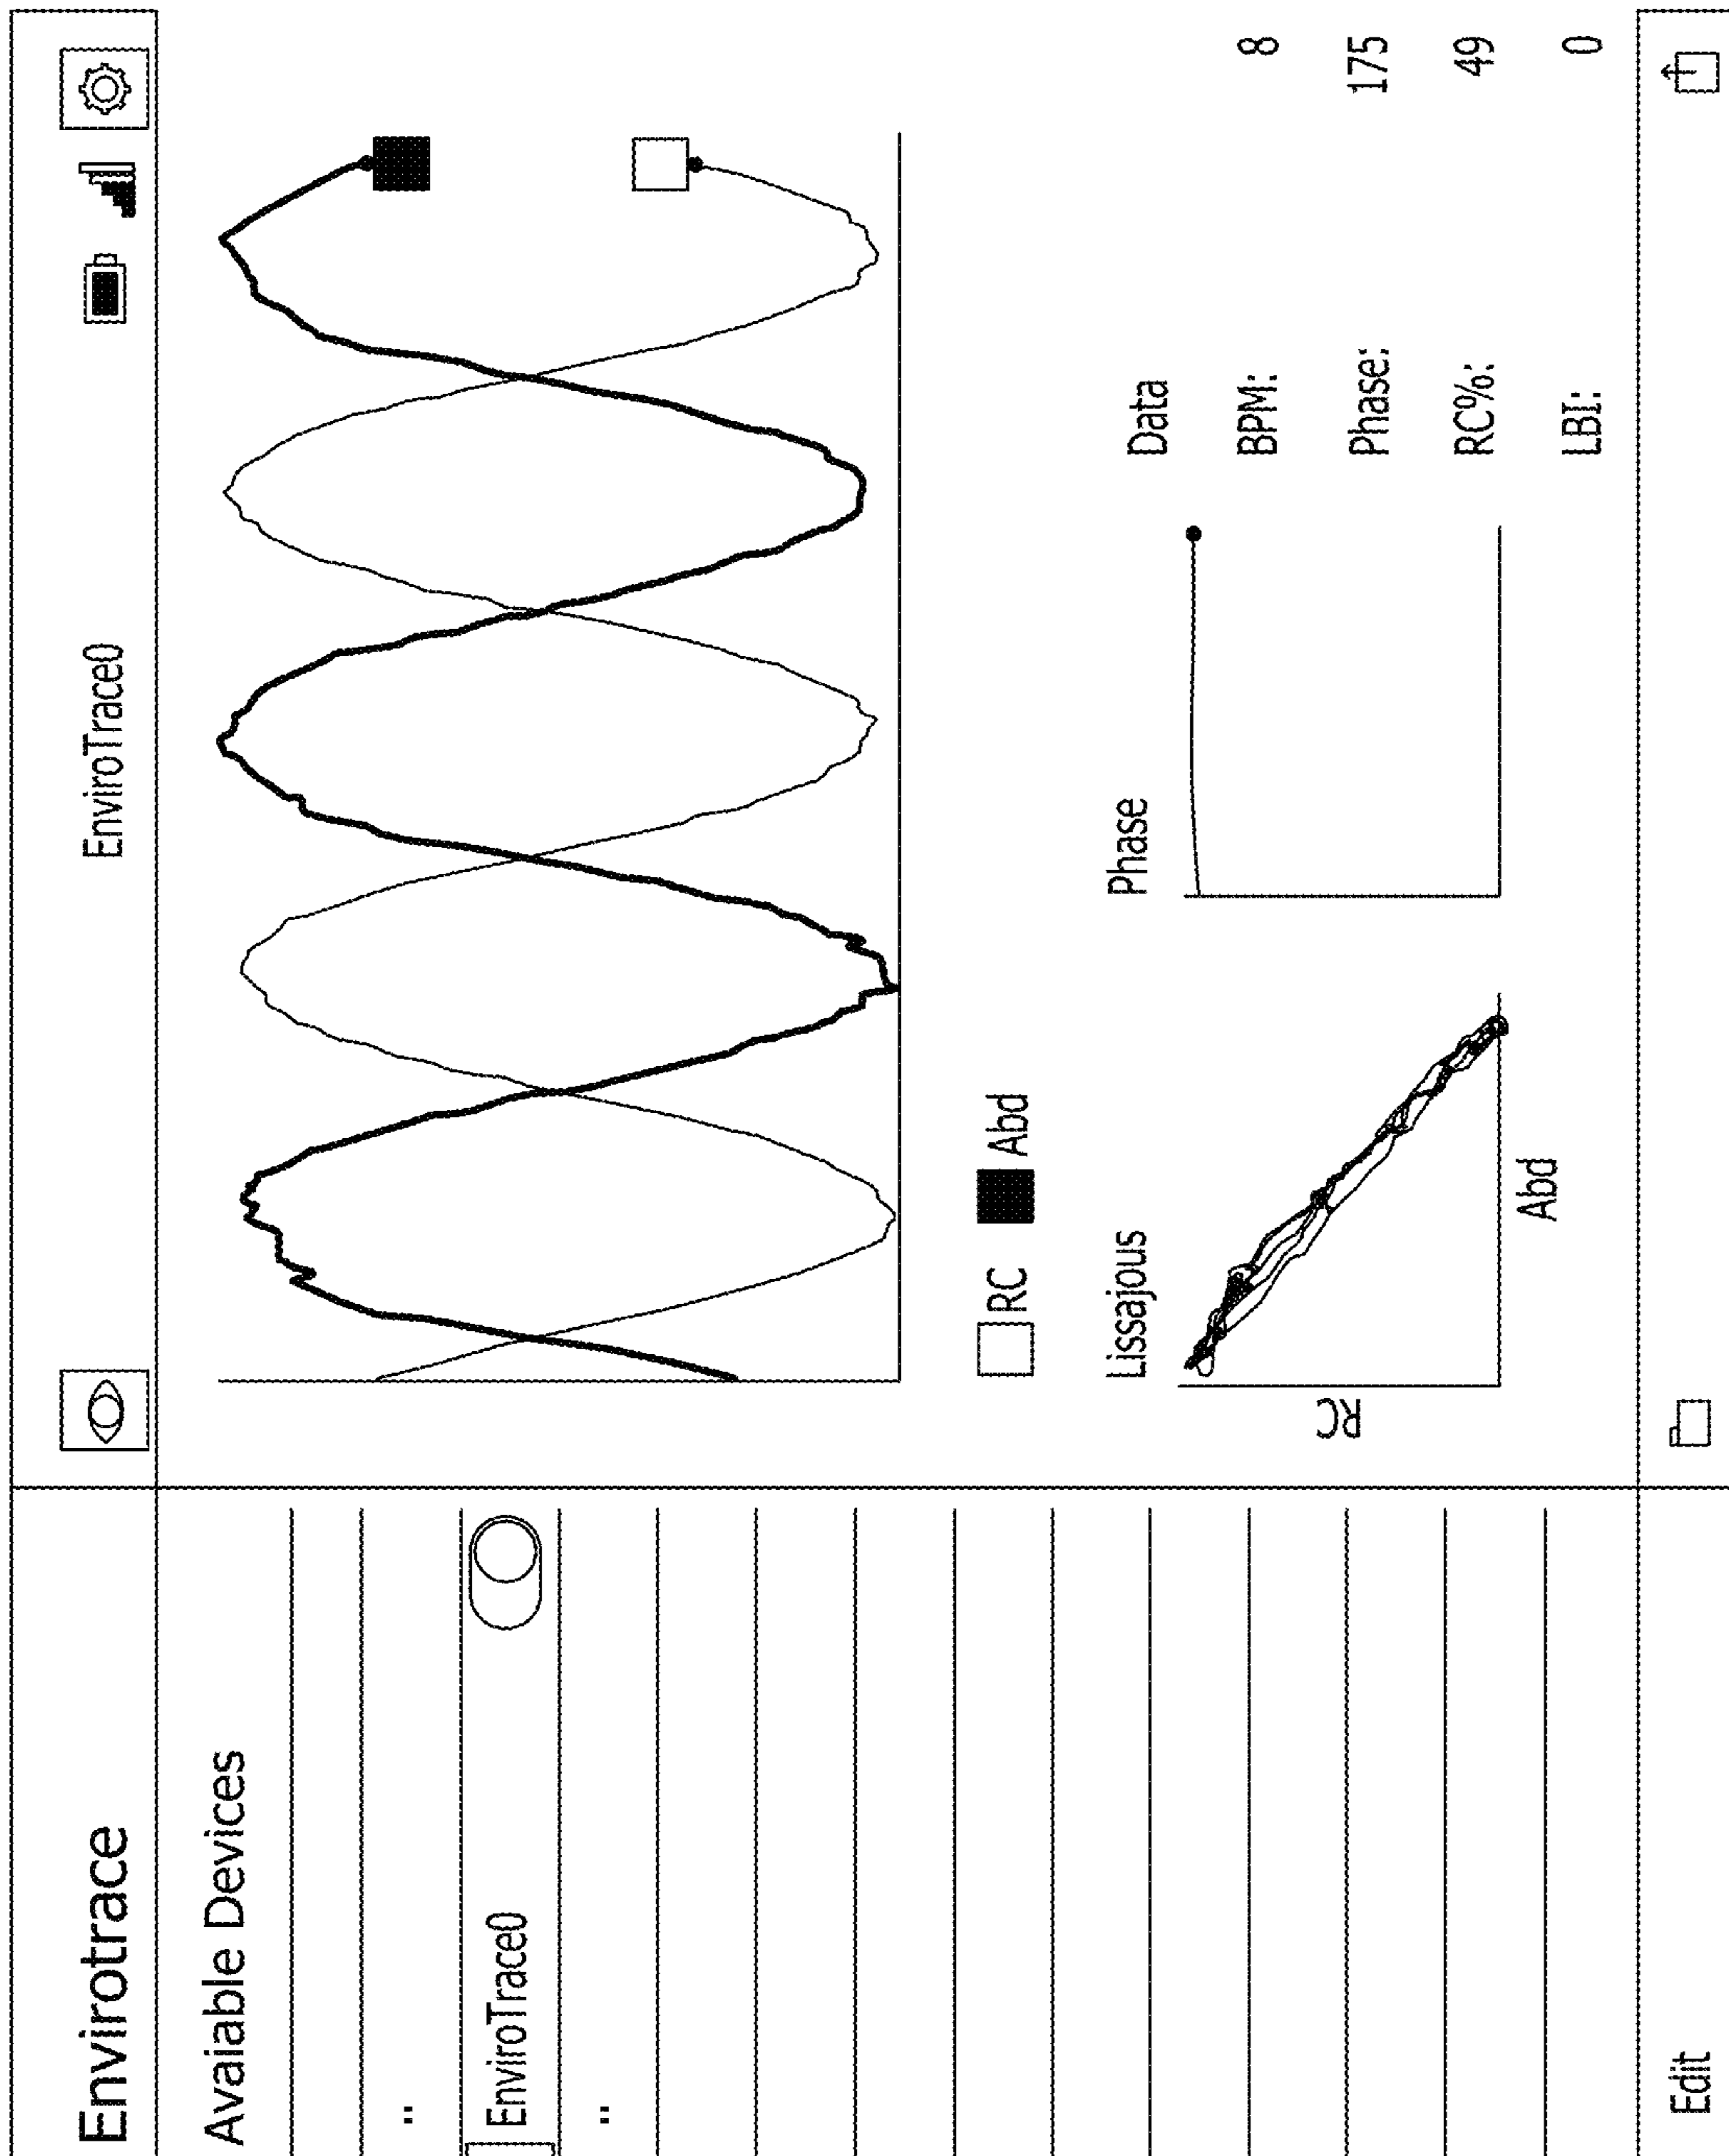 Envirotrace
EnviroTrace0
Avaiable Devices
EnviroTrace0
RC Abd
Lissajous
RC
Abd
Phase
Data
BPM: 8
Phase: 175
RC%: 49
LBI: 0
Edit